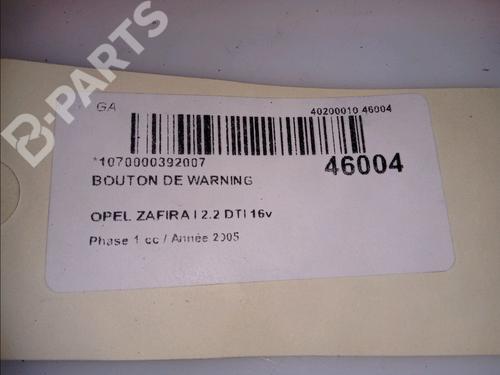 B-PARTS
GA
40200010 46004
*1070000392007
46004
BOUTON DE WARNING
OPEL ZAFIRA I 2.2 DTI 16v
Phase 1 cc / Année 2005